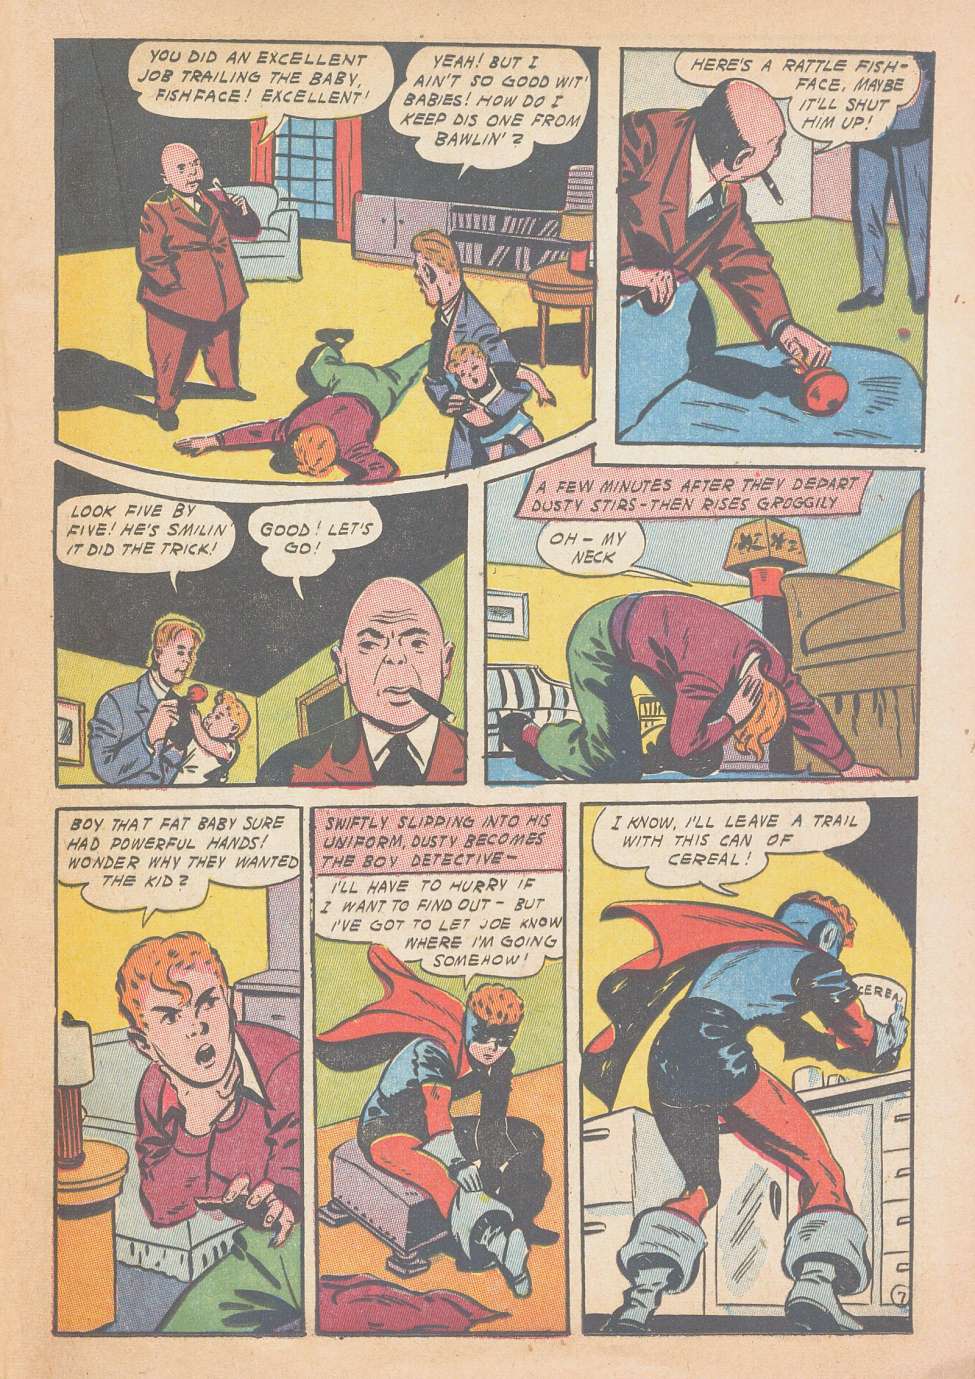 YOU DID AN EXCELLENT
JOB TRAILING THE BABY,
FISHFACE! EXCELLENT!
YEAH! BUT I
AIN'T SO GOOD WIT'
BABIES! HOW DO I
KEEP DIS ONE FROM
BAWLIN'?
HERE'S A RATTLE FISH-
FACE, MAYBE
IT'LL SHUT
HIM UP!
LOOK FIVE BY
FIVE! HE'S SMILIN'
IT DID THE TRICK!
GOOD! LET'S
GO!
A FEW MINUTES AFTER THEY DEPART
DUSTY STIRS - THEN RISES GROGGILY
OH - MY
NECK
BOY THAT FAT BABY SURE
HAD POWERFUL HANDS!
WONDER WHY THEY WANTED
THE KID?
SWIFTLY SLIPPING INTO HIS
UNIFORM, DUSTY BECOMES
THE BOY DETECTIVE -
I'LL HAVE TO HURRY IF
I WANT TO FIND OUT - BUT
I'VE GOT TO LET JOE KNOW
WHERE I'M GOING
SOMEHOW!
I KNOW, I'LL LEAVE A TRAIL
WITH THIS CAN OF
CEREAL!
CEREAL
7